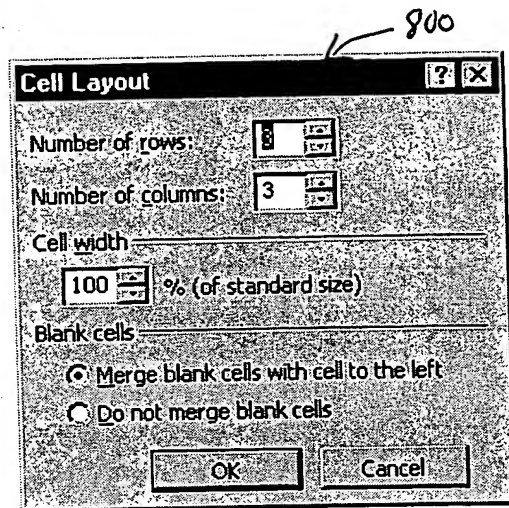 800
Cell Layout
Number of rows:
Number of columns: 3
Cell width
100 % (of standard size)
Blank cells
Merge blank cells with cell to the left
Do not merge blank cells
OK Cancel